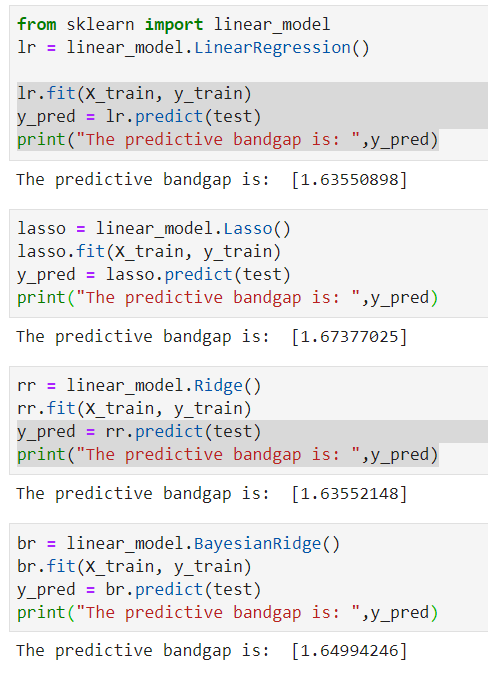 from sklearn import linear_model
lr = linear_model.LinearRegression()
lr.fit(X_train, y_train)
y_pred = lr.predict(test)
print("The predictive bandgap is: ",y_pred)
The predictive bandgap is:  [1.63550898]
lasso = linear_model.Lasso()
lasso.fit(X_train, y_train)
y_pred = lasso.predict(test)
print("The predictive bandgap is: ",y_pred)
The predictive bandgap is:  [1.67377025]
rr = linear_model.Ridge()
rr.fit(X_train, y_train)
y_pred = rr.predict(test)
print("The predictive bandgap is: ",y_pred)
The predictive bandgap is:  [1.63552148]
br = linear_model.BayesianRidge()
br.fit(X_train, y_train)
y_pred = br.predict(test)
print("The predictive bandgap is: ",y_pred)
The predictive bandgap is:  [1.64994246]